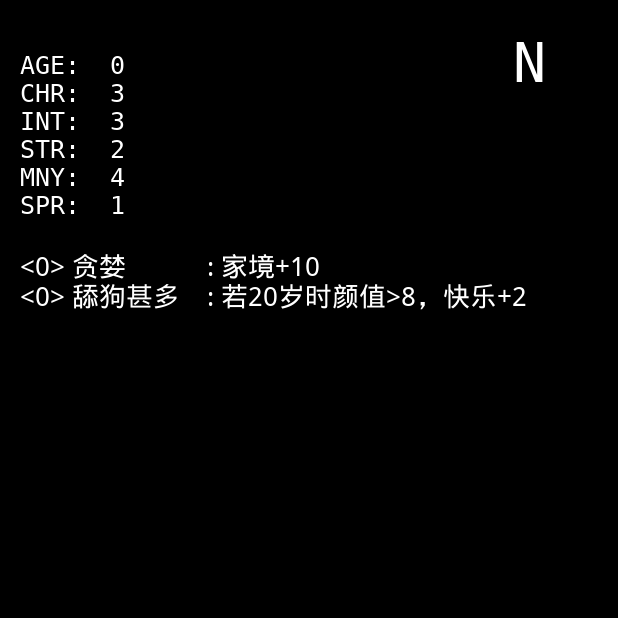 N
AGE: 0
CHR: 3
INT: 3
STR: 2
MNY: 4
SPR: 1
<0> 贪婪 : 家境+10
<0> 舔狗甚多 : 若20岁时颜值>8，快乐+2